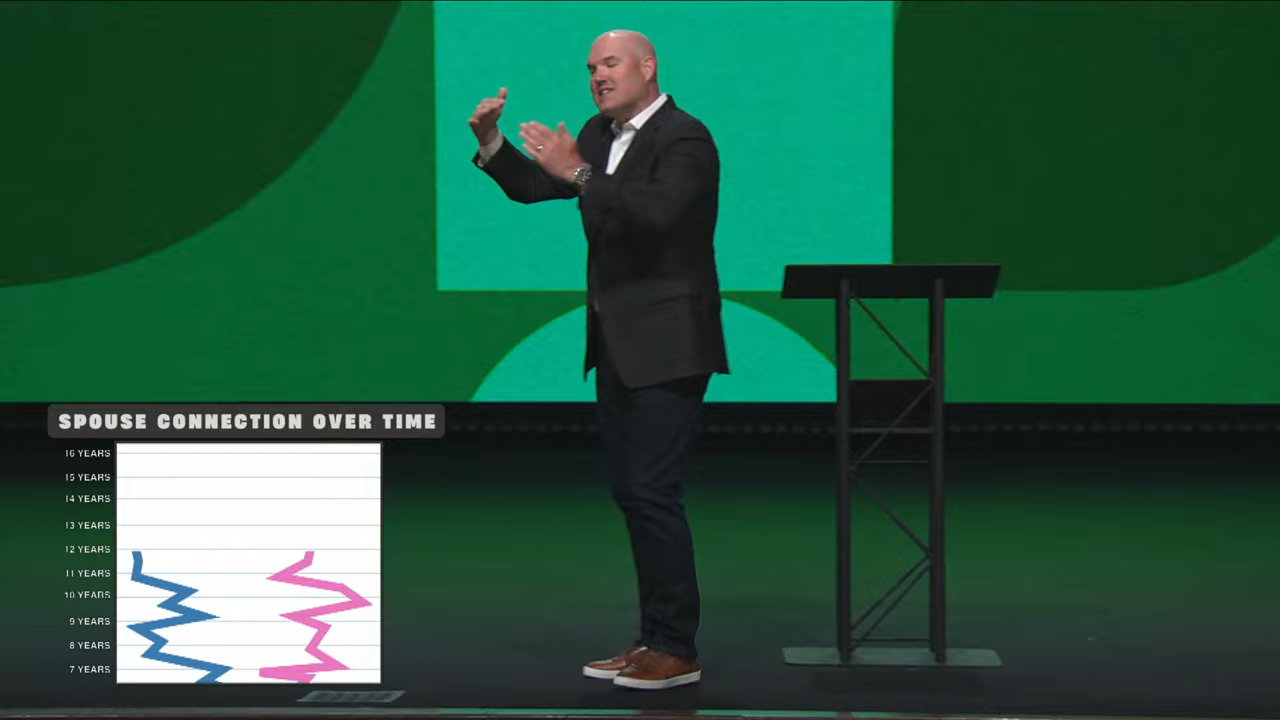 SPOUSE CONNECTION OVER TIME
16 YEARS
15 YEARS
14 YEARS
13 YEARS
12 YEARS
11 YEARS
10 YEARS
9 YEARS
8 YEARS
7 YEARS